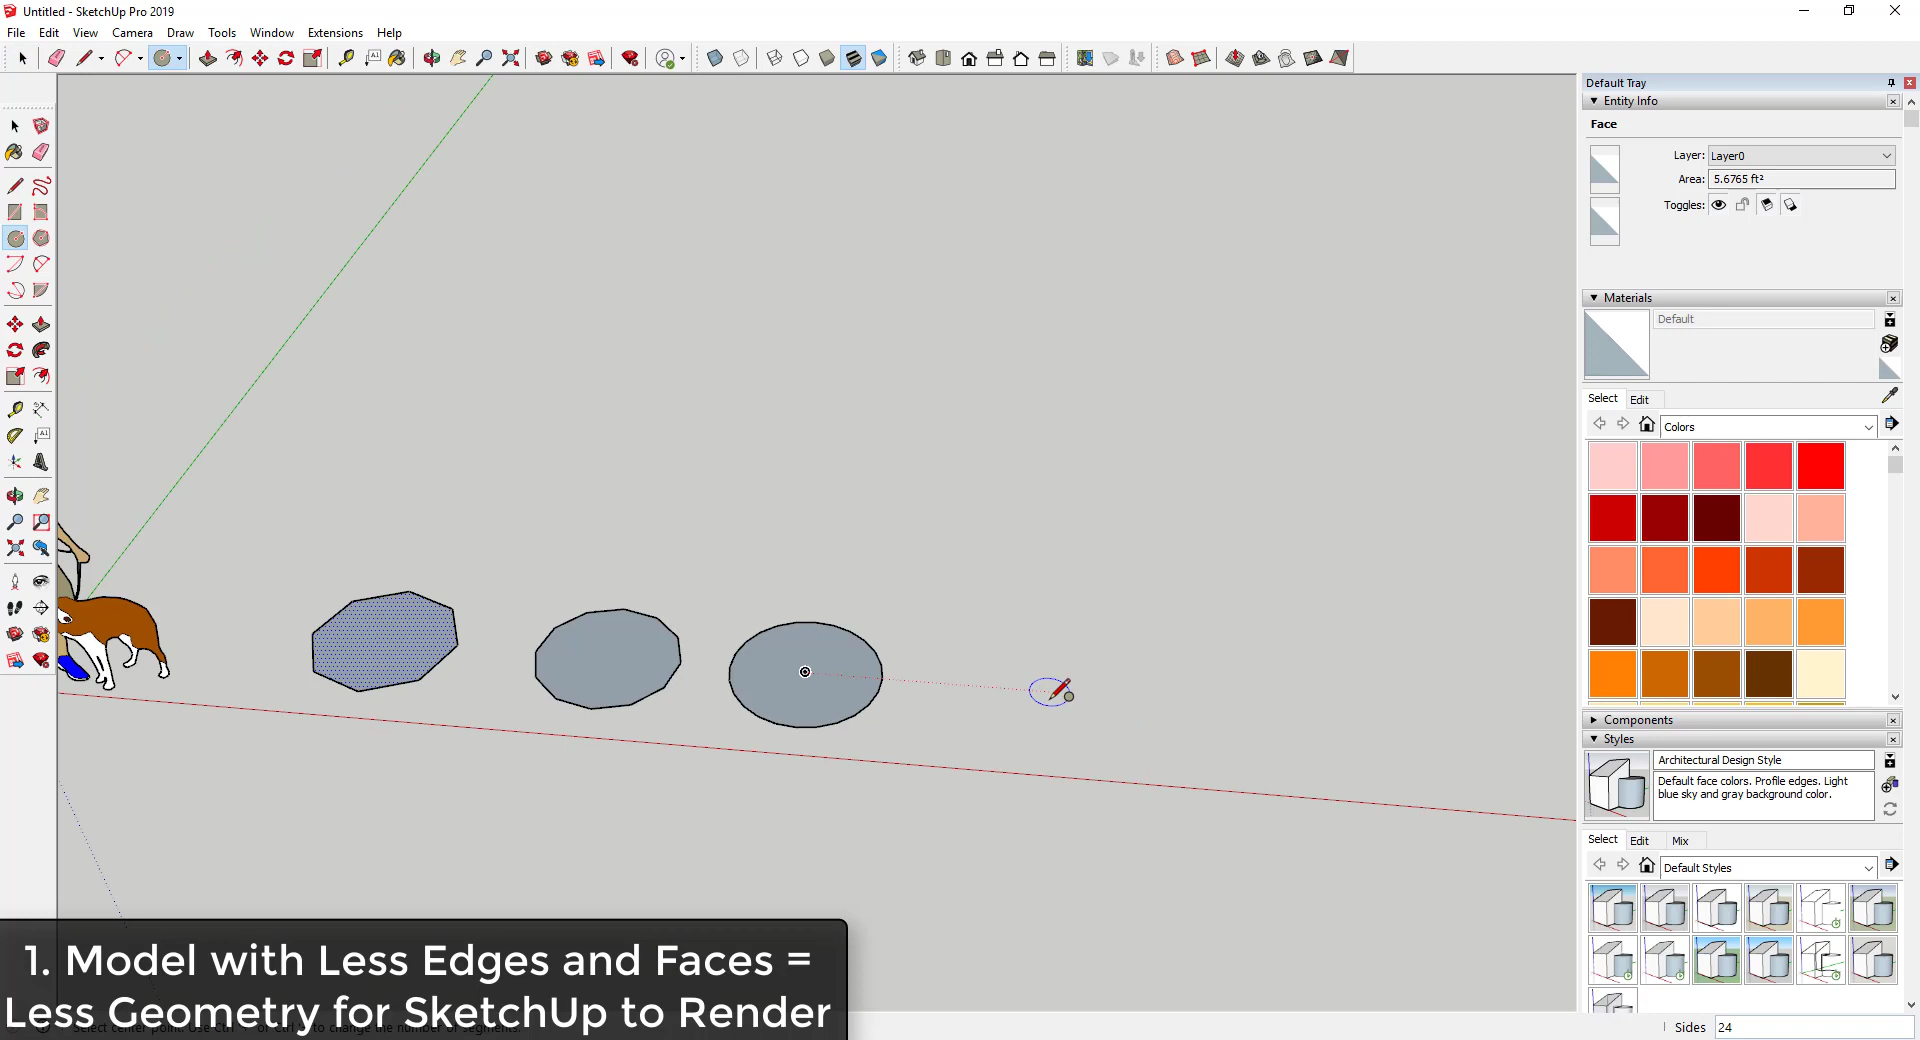 Untitled - SketchUp Pro 2019
File Edit View Camera Draw Tools Window Extensions Help
Default Tray
Entity Info
Face
Layer: Layer0
Area: 5.6765 ft²
Toggles:
Materials
Default
Select Edit
Colors
Components
Styles
Architectural Design Style
Default face colors. Profile edges. Light
blue sky and gray background color.
Select Edit Mix
Default Styles
1. Model with Less Edges and Faces =
Less Geometry for SketchUp to Render
Sides 24